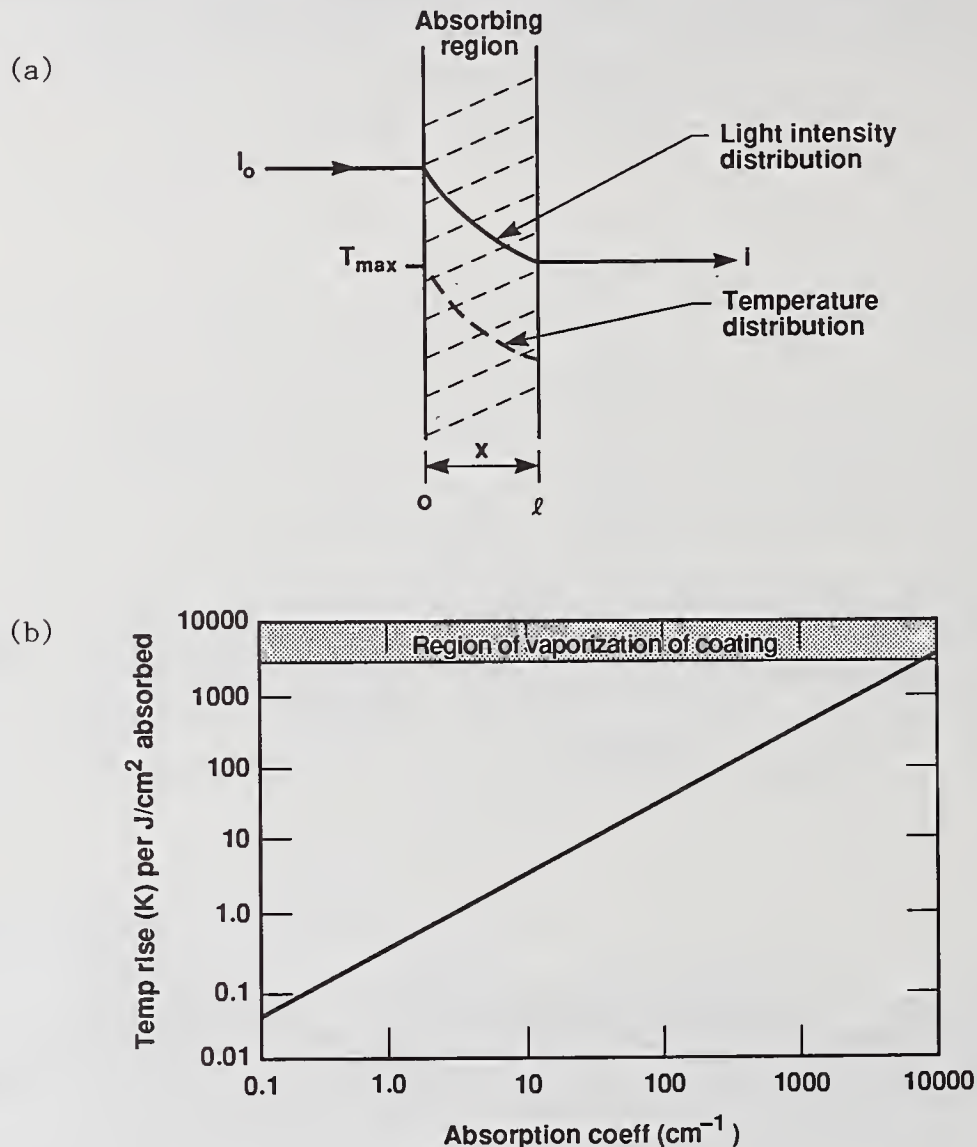 (a)
Absorbing
region
Light intensity
distribution
I₀
Tmax
i
Temperature
distribution
x
o
ℓ
(b)
Temp rise (K) per J/cm² absorbed
10000
1000
100
10
1.0
0.1
0.01
Region of vaporization of coating
0.1
1.0
10
100
1000
10000
Absorption coeff (cm⁻¹)